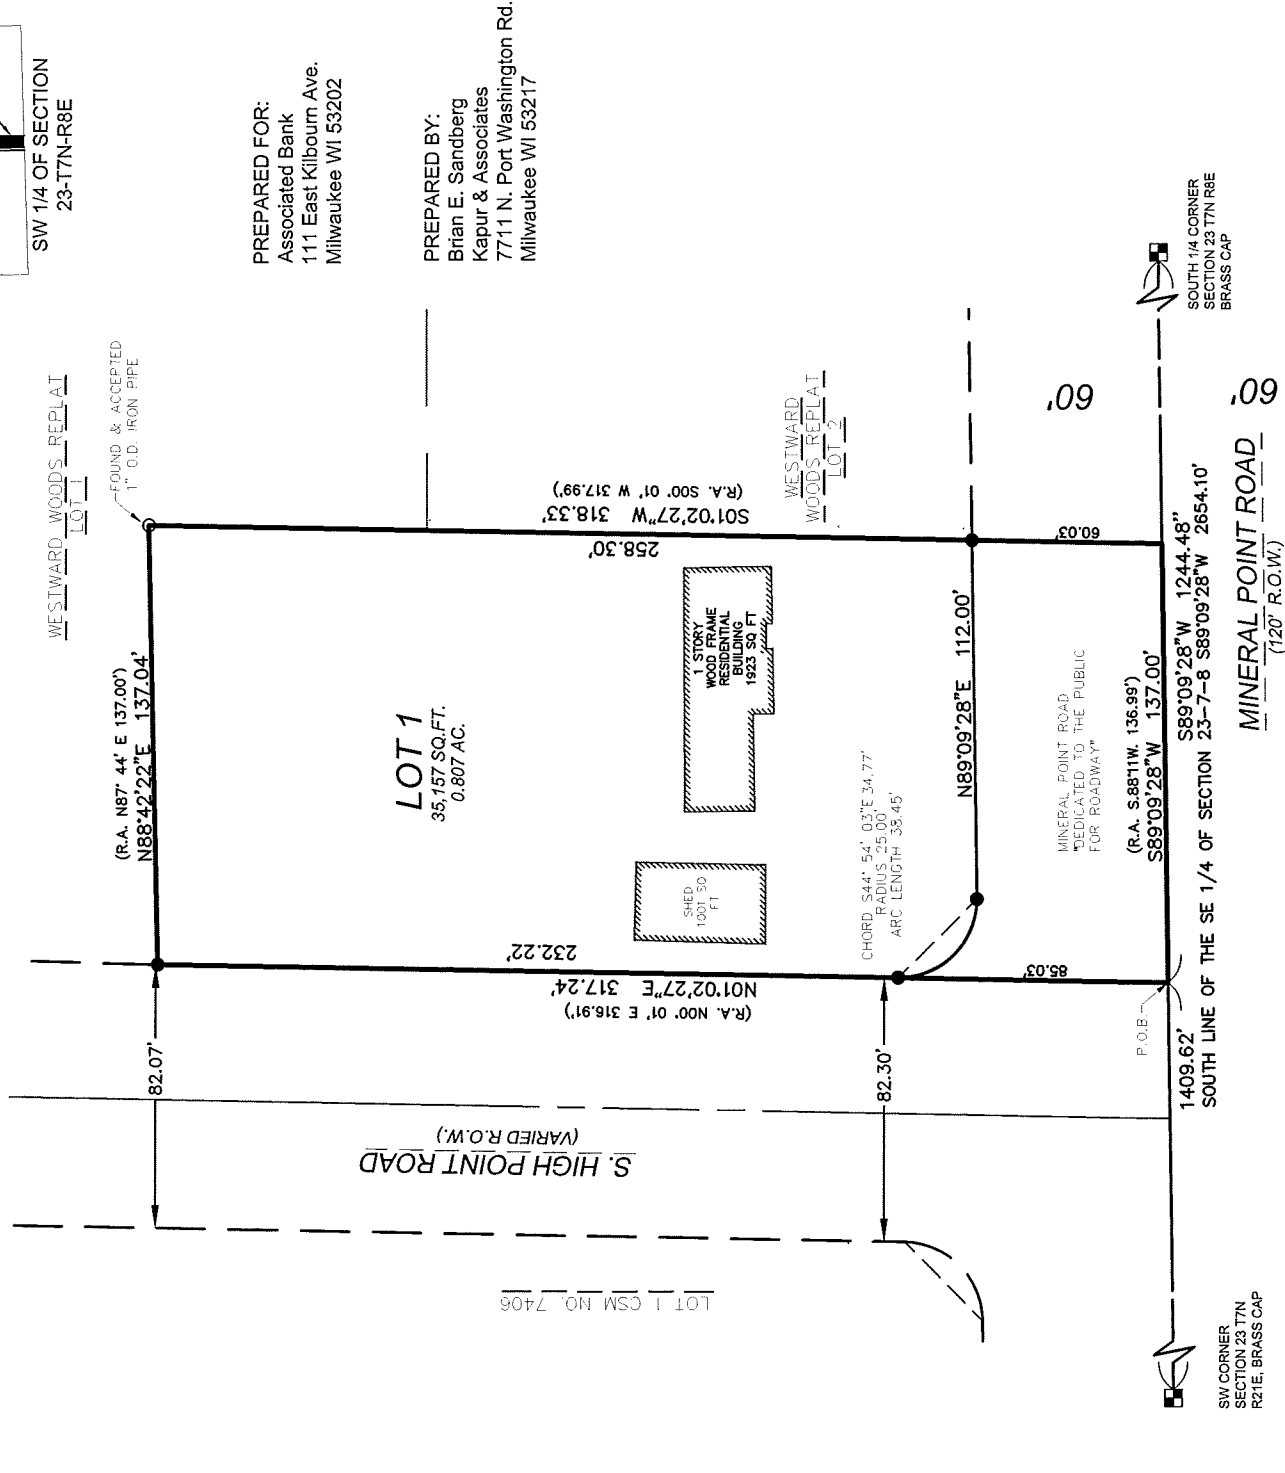 SW 1/4 OF SECTION
23-T7N-R8E
PREPARED FOR:
Associated Bank
111 East Kilbourn Ave.
Milwaukee WI 53202
PREPARED BY:
Brian E. Sandberg
Kapur & Associates
7711 N. Port Washington Rd.
Milwaukee WI 53217
WESTWARD WOODS REPLAT
LOT 1
FOUND & ACCEPTED
1" O.D. IRON PIPE
(R.A. N87° 44' E 137.00')
N88°42'22"E 137.04'
LOT 1
35,157 SQ.FT.
0.807 AC.
258.30'
S01°02'27"W 318.33'
(R.A. S00° 01' W 317.99')
WESTWARD
WOODS REPLAT
LOT 2
1 STORY
WOOD FRAME
RESIDENTIAL
BUILDING
1923 SQ FT
SHED
1001 SQ
FT
232.22'
N01°02'27"E 317.24'
(R.A. N00° 01' E 316.91')
82.07'
S. HIGH POINT ROAD
(VARIED R.O.W.)
82.30'
LOT 1 CSM NO. 7406
CHORD S44° 54' 03"E 34.77'
RADIUS 25.00'
ARC LENGTH 38.45'
N89°09'28"E 112.00'
60.03'
85.03'
60'
60'
MINERAL POINT ROAD
"DEDICATED TO THE PUBLIC
FOR ROADWAY"
(R.A. S.88°11W. 136.99')
S89°09'28"W 137.00'
P.O.B.
1409.62'
S89°09'28"W 1244.48"
SOUTH LINE OF THE SE 1/4 OF SECTION 23-7-8 S89°09'28"W 2654.10'
MINERAL POINT ROAD
(120' R.O.W.)
SOUTH 1/4 CORNER
SECTION 23 T7N R8E
BRASS CAP
SW CORNER
SECTION 23 T7N
R21E, BRASS CAP